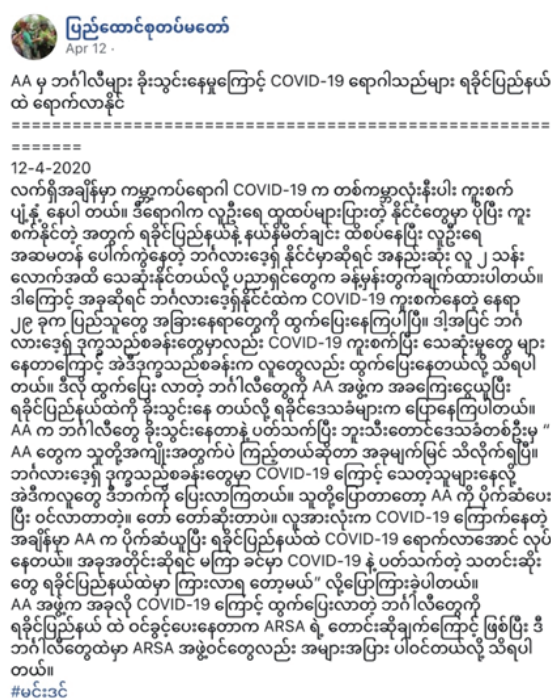 ပြည်ထောင်စုတပ်မတော်
Apr 12 ·
AA မှ ဘင်္ဂါလီများ ခိုးသွင်းနေမှုကြောင့် COVID-19 ရောဂါသည်များ ရခိုင်ပြည်နယ်
ထဲ ရောက်လာနိုင်
=====================================================
=======
12-4-2020
လက်ရှိအချိန်မှာ ကမ္ဘာ့ကပ်ရောဂါ COVID-19 က တစ်ကမ္ဘာလုံးနီးပါး ကူးစက်
ပျံ့နှံ့ နေပါ တယ်။ ဒီရောဂါက လူဦးရေ ထူထပ်များပြားတဲ့ နိုင်ငံတွေမှာ ပိုပြီး ကူး
စက်နိုင်တဲ့ အတွက် ရခိုင်ပြည်နယ်နဲ့ နယ်နိမိတ်ချင်း ထိစပ်နေပြီး လူဦးရေ
အဆမတန် ပေါက်ကွဲနေတဲ့ ဘင်္ဂလားဒေ့ရှ် နိုင်ငံမှာဆိုရင် အနည်းဆုံး လူ ၂ သန်း
လောက်အထိ သေဆုံးနိုင်တယ်လို့ ပညာရှင်တွေက ခန့်မှန်းတွက်ချက်ထားပါတယ်။
ဒါကြောင့် အခုဆိုရင် ဘင်္ဂလားဒေ့ရှ်နိုင်ငံထဲက COVID-19 ကူးစက်နေတဲ့ နေရာ
၂၉ ခုက ပြည်သူတွေ အခြားနေရာတွေကို ထွက်ပြေးနေကြပါပြီ။ ဒါ့အပြင် ဘင်္ဂ
လားဒေ့ရှ် ဒုက္ခသည်စခန်းတွေမှာလည်း COVID-19 ကူးစက်ပြီး သေဆုံးမှုတွေ များ
နေတာကြောင့် အဲဒီဒုက္ခသည်စခန်းက လူတွေလည်း ထွက်ပြေးနေတယ်လို့ သိရပါ
တယ်။ ဒီလို ထွက်ပြေး လာတဲ့ ဘင်္ဂါလီတွေကို AA အဖွဲ့က အခကြေးငွေယူပြီး
ရခိုင်ပြည်နယ်ထဲကို ခိုးသွင်းနေ တယ်လို့ ရခိုင်ဒေသခံများက ပြောနေကြပါတယ်။
AA က ဘင်္ဂါလီတွေ ခိုးသွင်းနေတာနဲ့ ပတ်သက်ပြီး ဘူးသီးတောင်ဒေသခံတစ်ဦးမှ “
AA တွေက သူတို့အကျိုးအတွက်ပဲ ကြည့်တယ်ဆိုတာ အခုမျက်မြင် သိလိုက်ရပြီ။
ဘင်္ဂလားဒေ့ရှ် ဒုက္ခသည်စခန်းတွေမှာ COVID-19 ကြောင့် သေတဲ့သူများနေလို့
အဲဒီကလူတွေ ဒီဘက်ကို ပြေးလာကြတယ်။ သူတို့ပြောတာတော့ AA ကို ပိုက်ဆံပေး
ပြီး ဝင်လာတာတဲ့။ တော် တော်ဆိုးတာပဲ။ လူအားလုံးက COVID-19 ကြောက်နေတဲ့
အချိန်မှာ AA က ပိုက်ဆံယူပြီး ရခိုင်ပြည်နယ်ထဲ COVID-19 ရောက်လာအောင် လုပ်
နေတယ်။ အခုအတိုင်းဆိုရင် မကြာ ခင်မှာ COVID-19 နဲ့ ပတ်သက်တဲ့ သတင်းဆိုး
တွေ ရခိုင်ပြည်နယ်ထဲမှာ ကြားလာရ တော့မယ်” လို့ပြောကြားခဲ့ပါတယ်။
AA အဖွဲ့က အခုလို COVID-19 ကြောင့် ထွက်ပြေးလာတဲ့ ဘင်္ဂါလီတွေကို
ရခိုင်ပြည်နယ် ထဲ ဝင်ခွင့်ပေးနေတာက ARSA ရဲ့ တောင်းဆိုချက်ကြောင့် ဖြစ်ပြီး ဒီ
ဘင်္ဂါလီတွေထဲမှာ ARSA အဖွဲ့ဝင်တွေလည်း အများအပြား ပါဝင်တယ်လို့ သိရပါ
တယ်။
#မင်းဒင်